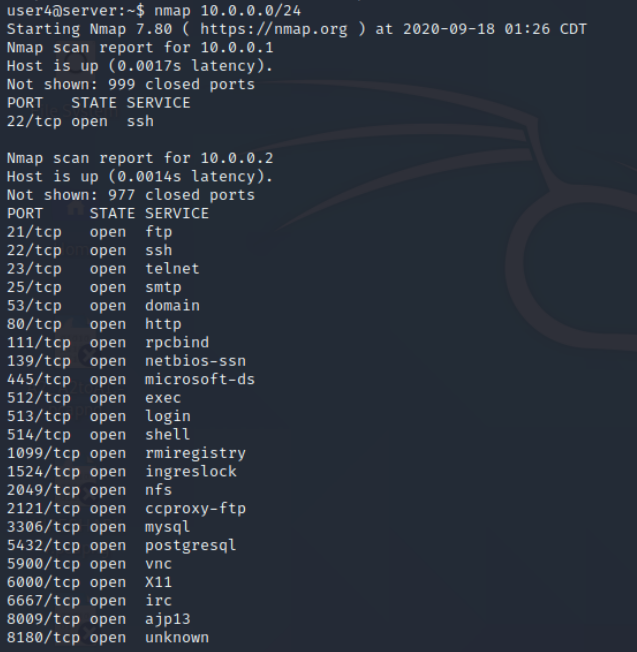 user4@server:~$ nmap 10.0.0.0/24
Starting Nmap 7.80 ( https://nmap.org ) at 2020-09-18 01:26 CDT
Nmap scan report for 10.0.0.1
Host is up (0.0017s latency).
Not shown: 999 closed ports
PORT   STATE SERVICE
22/tcp open  ssh

Nmap scan report for 10.0.0.2
Host is up (0.0014s latency).
Not shown: 977 closed ports
PORT     STATE SERVICE
21/tcp   open  ftp
22/tcp   open  ssh
23/tcp   open  telnet
25/tcp   open  smtp
53/tcp   open  domain
80/tcp   open  http
111/tcp  open  rpcbind
139/tcp  open  netbios-ssn
445/tcp  open  microsoft-ds
512/tcp  open  exec
513/tcp  open  login
514/tcp  open  shell
1099/tcp open  rmiregistry
1524/tcp open  ingreslock
2049/tcp open  nfs
2121/tcp open  ccproxy-ftp
3306/tcp open  mysql
5432/tcp open  postgresql
5900/tcp open  vnc
6000/tcp open  X11
6667/tcp open  irc
8009/tcp open  ajp13
8180/tcp open  unknown